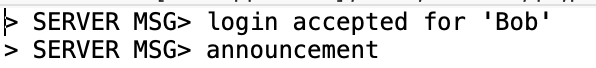 > SERVER MSG> login accepted for 'Bob'
> SERVER MSG> announcement